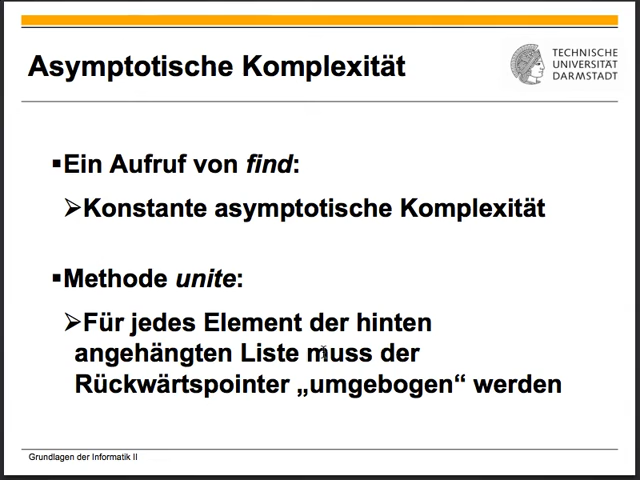 Asymptotische Komplexität
TECHNISCHE
UNIVERSITÄT
DARMSTADT
▪Ein Aufruf von find:
➢Konstante asymptotische Komplexität
▪Methode unite:
➢Für jedes Element der hinten
angehängten Liste muss der
Rückwärtspointer „umgebogen“ werden
Grundlagen der Informatik II